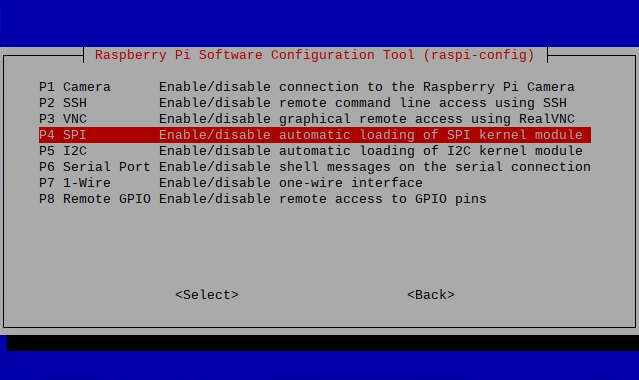 Raspberry Pi Software Configuration Tool (raspi-config)
P1 Camera Enable/disable connection to the Raspberry Pi Camera
P2 SSH Enable/disable remote command line access using SSH
P3 VNC Enable/disable graphical remote access using RealVNC
P4 SPI Enable/disable automatic loading of SPI kernel module
P5 I2C Enable/disable automatic loading of I2C kernel module
P6 Serial Port Enable/disable shell messages on the serial connection
P7 1-Wire Enable/disable one-wire interface
P8 Remote GPIO Enable/disable remote access to GPIO pins
<Select> <Back>